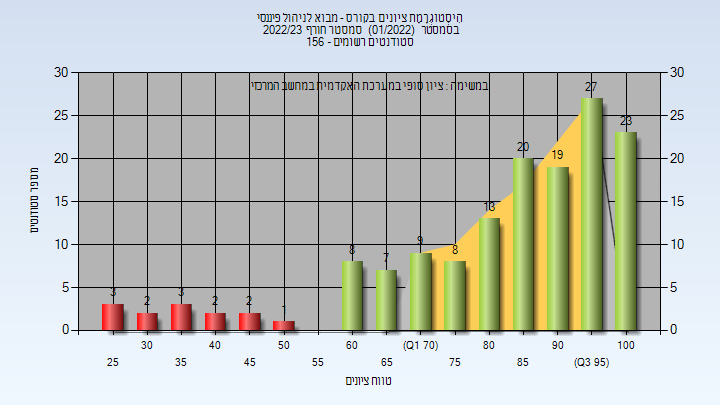 היסטוגרמת ציונים בקורס - מבוא לניהול פיננסי
בסמסטר (01/2022) סמסטר חורף 2022/23
סטודנטים רשומים - 156
במשימה : ציון סופי במערכת האקדמית במחשב המרכזי
מספר סטודנטים
30 30
25 25
20 20
15 15
10 10
5 5
0 0
3 2 3 2 2 1 8 7 9 8 13 20 19 27 23
30 40 50 60 (Q1 70) 80 90 100
25 35 45 55 65 75 85 (Q3 95)
טווח ציונים